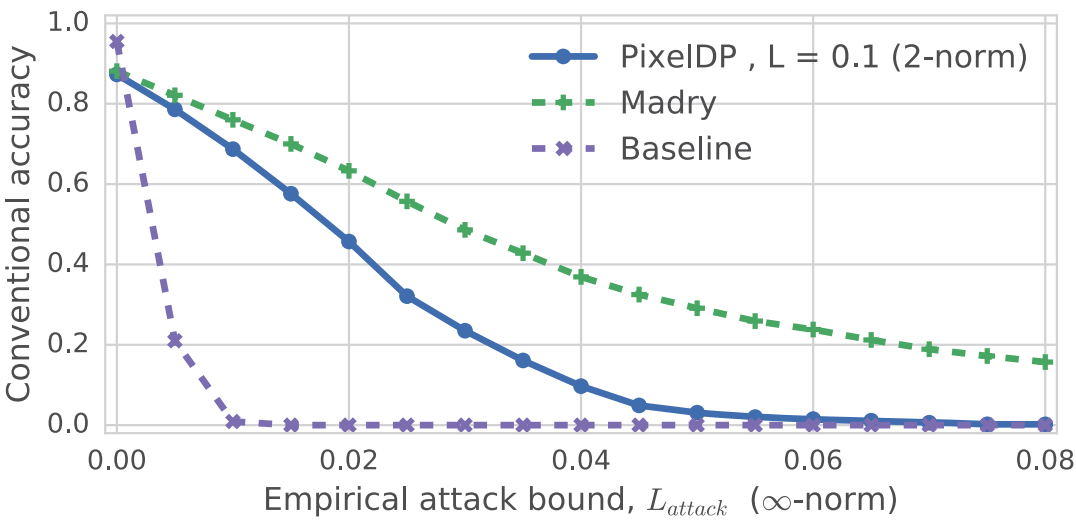 1.0
0.8
0.6
0.4
0.2
0.0
Conventional accuracy
PixelDP , L = 0.1 (2-norm)
Madry
Baseline
0.00 0.02 0.04 0.06 0.08
Empirical attack bound, L_attack (∞-norm)